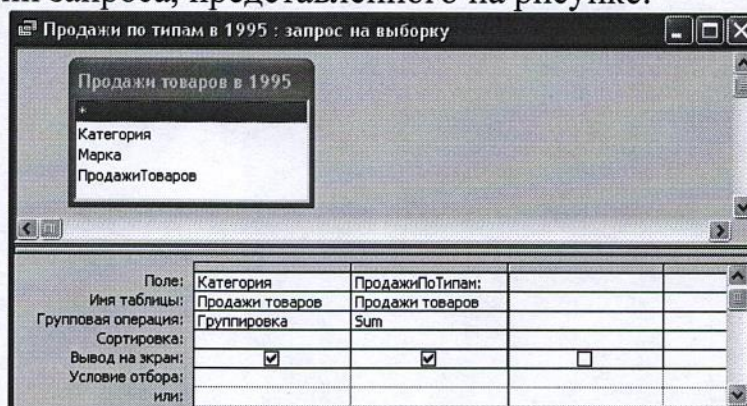 запроса, представленного на рисунке.
Продажи по типам в 1995 : запрос на выборку
Продажи товаров в 1995
*
Категория
Марка
ПродажиТоваров
Поле: Категория ПродажиПоТипам:
Имя таблицы: Продажи товаров Продажи товаров
Групповая операция: Группировка Sum
Сортировка:
Вывод на экран:
Условие отбора:
или: